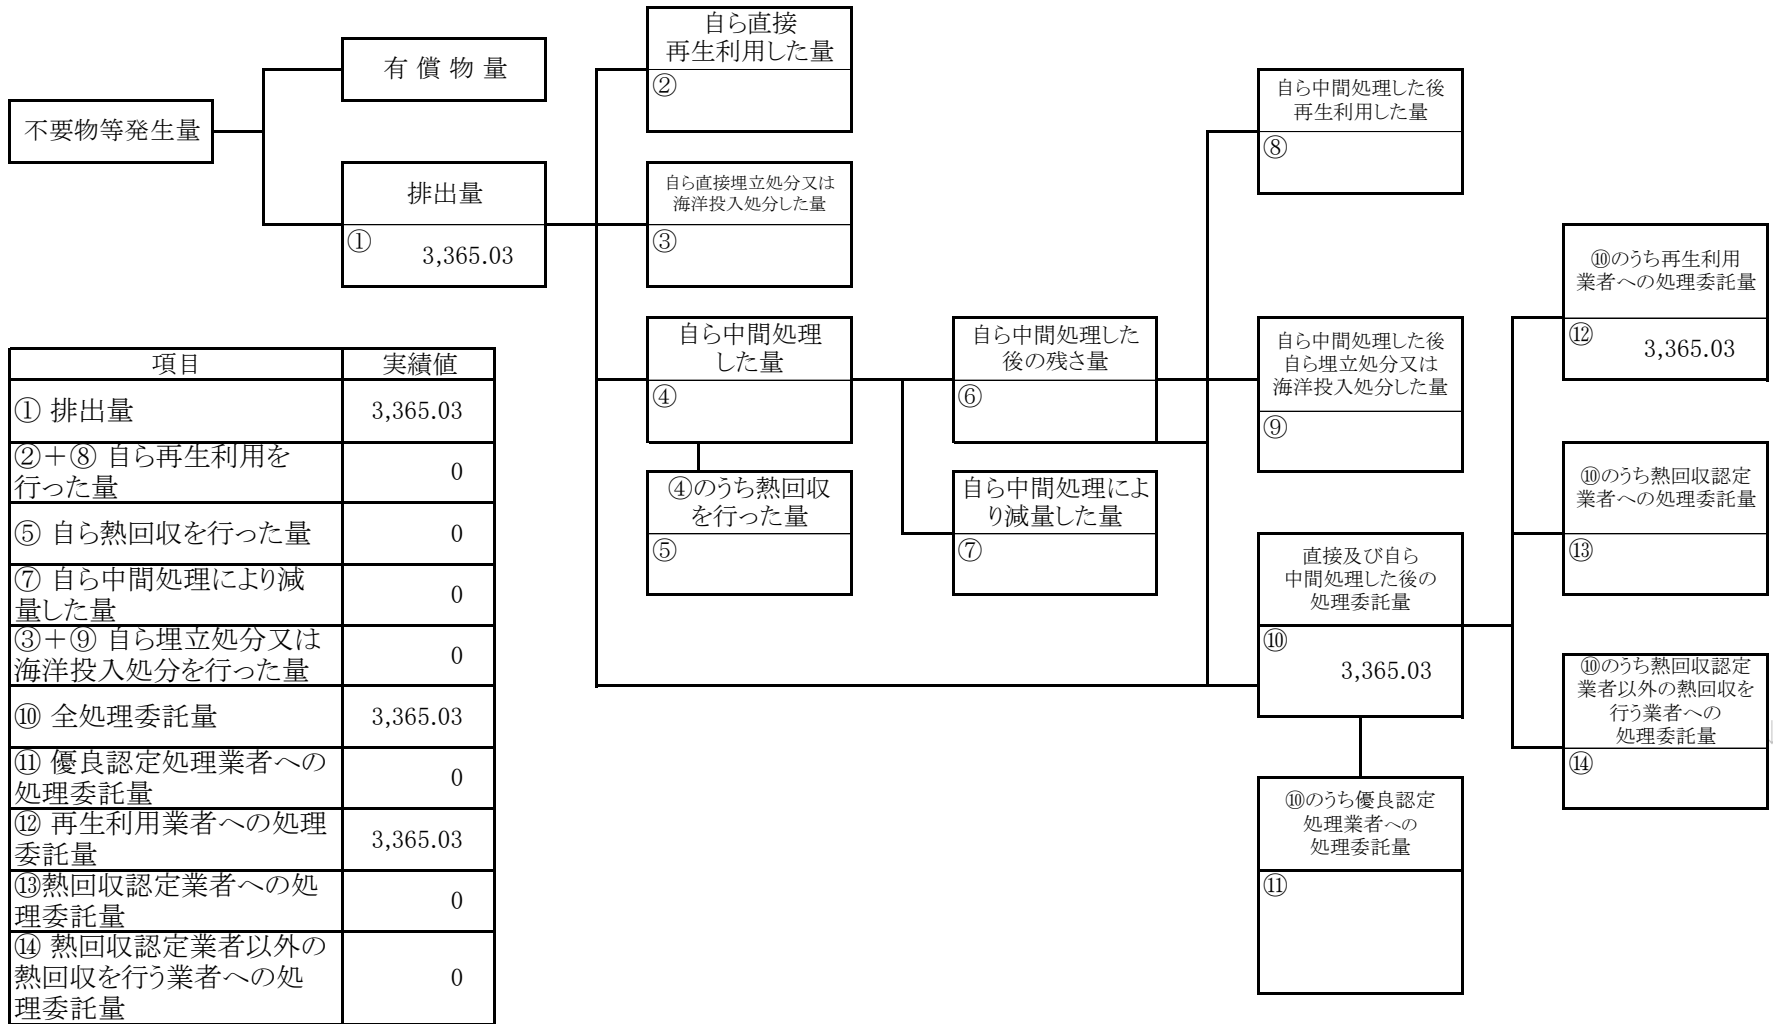 不要物等発生量
有 償 物 量
排出量
① 3,365.03
自ら直接
再生利用した量
②
自ら直接埋立処分又は
海洋投入処分した量
③
自ら中間処理
した量
④
④のうち熱回収
を行った量
⑤
自ら中間処理した
後の残さ量
⑥
自ら中間処理によ
り減量した量
⑦
自ら中間処理した後
再生利用した量
⑧
自ら中間処理した後
自ら埋立処分又は
海洋投入処分した量
⑨
直接及び自ら
中間処理した後の
処理委託量
⑩
3,365.03
⑩のうち優良認定
処理業者への
処理委託量
⑪
⑩のうち再生利用
業者への処理委託量
⑫ 3,365.03
⑩のうち熱回収認定
業者への処理委託量
⑬
⑩のうち熱回収認定
業者以外の熱回収を
行う業者への
処理委託量
⑭
項目 実績値
① 排出量 3,365.03
②＋⑧ 自ら再生利用を
行った量 0
⑤ 自ら熱回収を行った量 0
⑦ 自ら中間処理により減
量した量 0
③＋⑨ 自ら埋立処分又は
海洋投入処分を行った量 0
⑩ 全処理委託量 3,365.03
⑪ 優良認定処理業者への
処理委託量 0
⑫ 再生利用業者への処理
委託量 3,365.03
⑬熱回収認定業者への処
理委託量 0
⑭ 熱回収認定業者以外の
熱回収を行う業者への処
理委託量 0